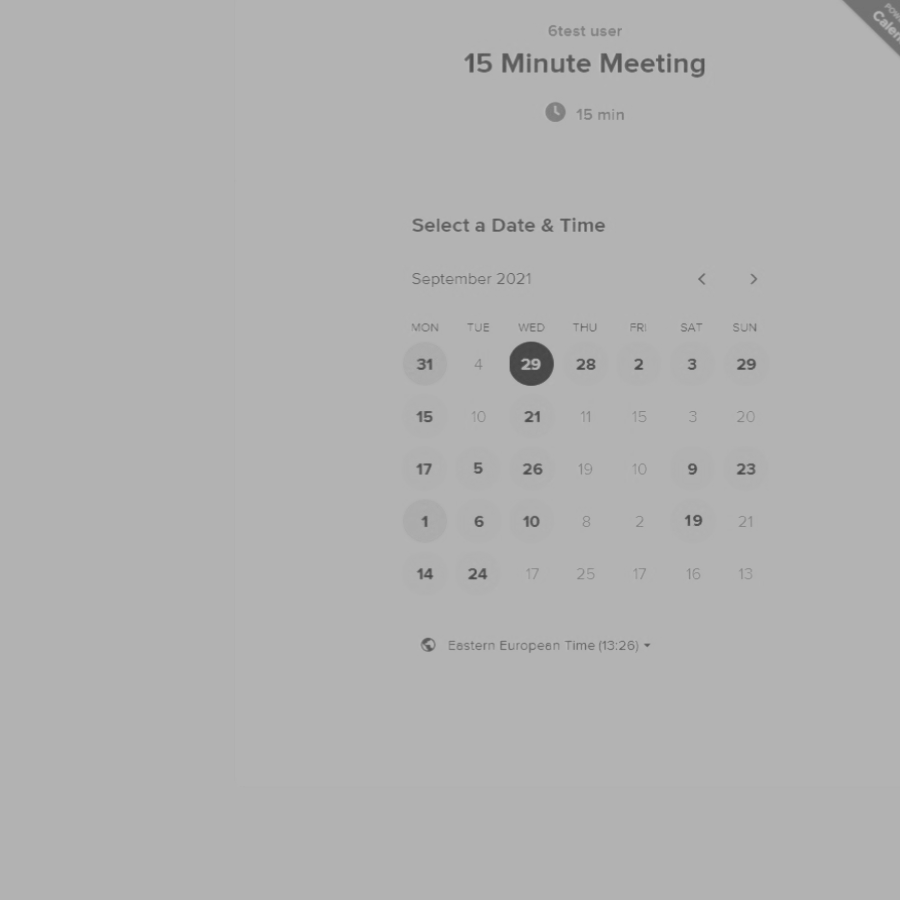 6test user
15 Minute Meeting
15 min
Select a Date & Time
September 2021
MON TUE WED THU FRI SAT SUN
31 4 29 28 2 3 29
15 10 21 11 15 3 20
17 5 26 19 10 9 23
1 6 10 8 2 19 21
14 24 17 25 17 16 13
Eastern European Time (13:26)